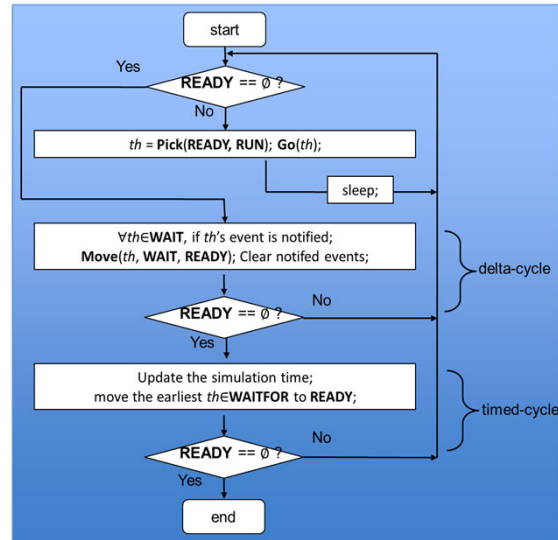 start
Yes
READY == ∅ ?
No
th = Pick(READY, RUN); Go(th);
sleep;
∀th∈WAIT, if th's event is notified;
Move(th, WAIT, READY); Clear notifed events;
delta-cycle
READY == ∅ ?
No
Yes
Update the simulation time;
move the earliest th∈WAITFOR to READY;
timed-cycle
No
READY == ∅ ?
Yes
end